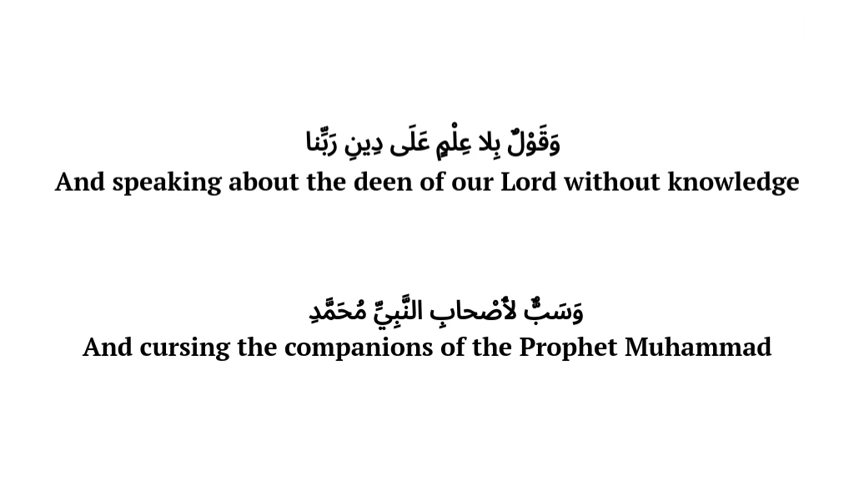 وَقَوْلٌ بِلا عِلْمٍ عَلَى دِينِ رَبِّنا
And speaking about the deen of our Lord without knowledge
وَسَبٌّ لأَصْحابِ النَّبِيِّ مُحَمَّدِ
And cursing the companions of the Prophet Muhammad